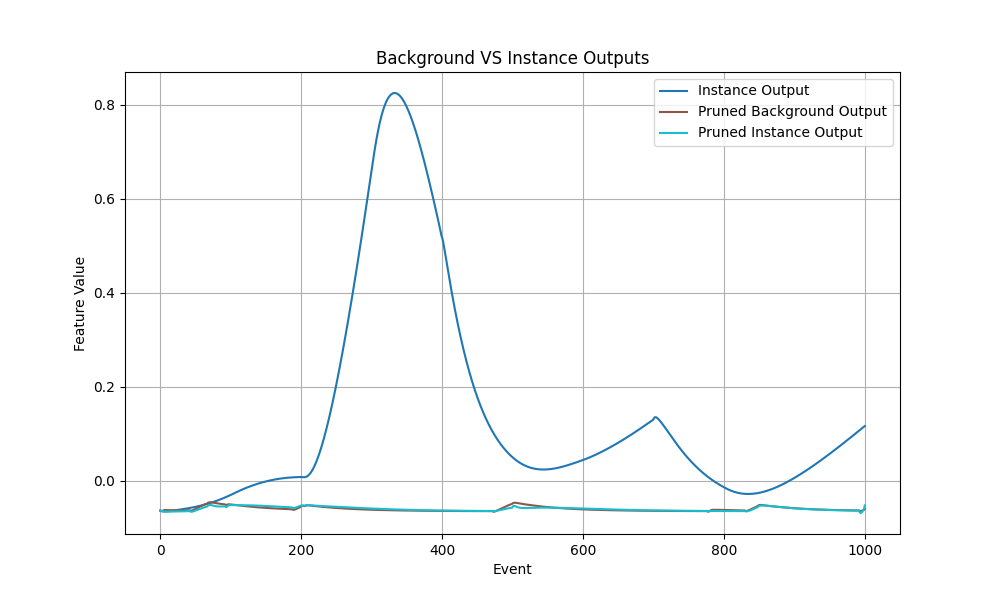 Background VS Instance Outputs
Instance Output
Pruned Background Output
Pruned Instance Output
Feature Value
0.8
0.6
0.4
0.2
0.0
0 200 400 600 800 1000
Event